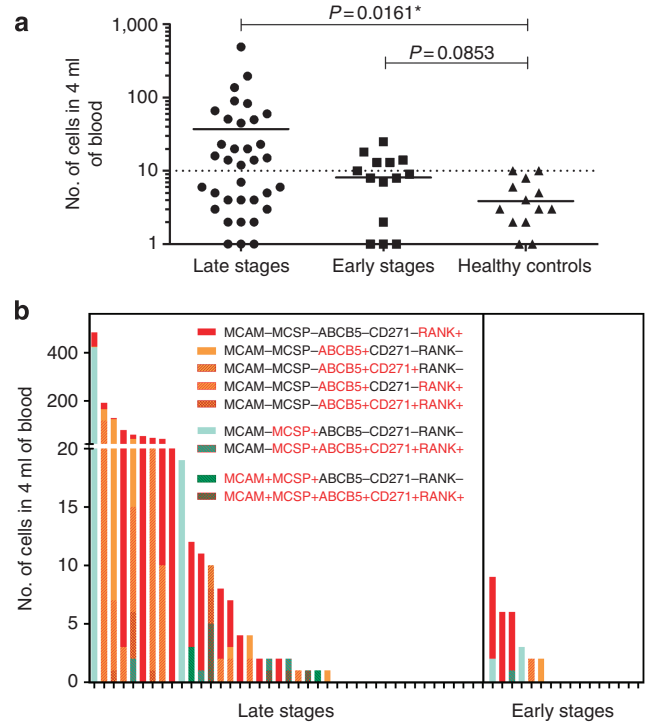 a
P=0.0161*
P=0.0853
No. of cells in 4 ml
of blood
1,000
100
10
1
Late stages
Early stages
Healthy controls
b
No. of cells in 4 ml of blood
400
200
20
15
10
5
0
MCAM–MCSP–ABCB5–CD271–RANK+
MCAM–MCSP–ABCB5+CD271–RANK–
MCAM–MCSP–ABCB5+CD271+RANK–
MCAM–MCSP–ABCB5+CD271–RANK+
MCAM–MCSP–ABCB5+CD271+RANK+
MCAM–MCSP+ABCB5–CD271–RANK–
MCAM–MCSP+ABCB5+CD271+RANK+
MCAM+MCSP+ABCB5–CD271–RANK–
MCAM+MCSP+ABCB5+CD271+RANK+
Late stages
Early stages